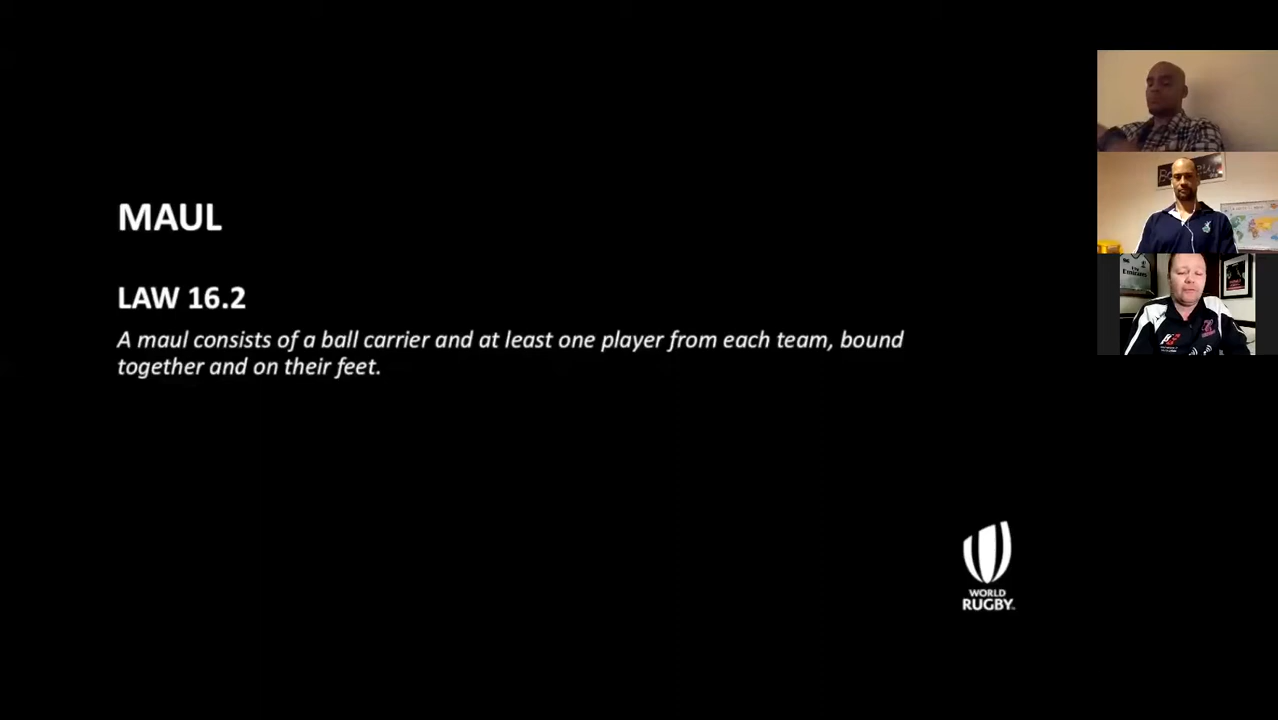 MAUL
LAW 16.2
A maul consists of a ball carrier and at least one player from each team, bound
together and on their feet.
WORLD
RUGBY
Emirates